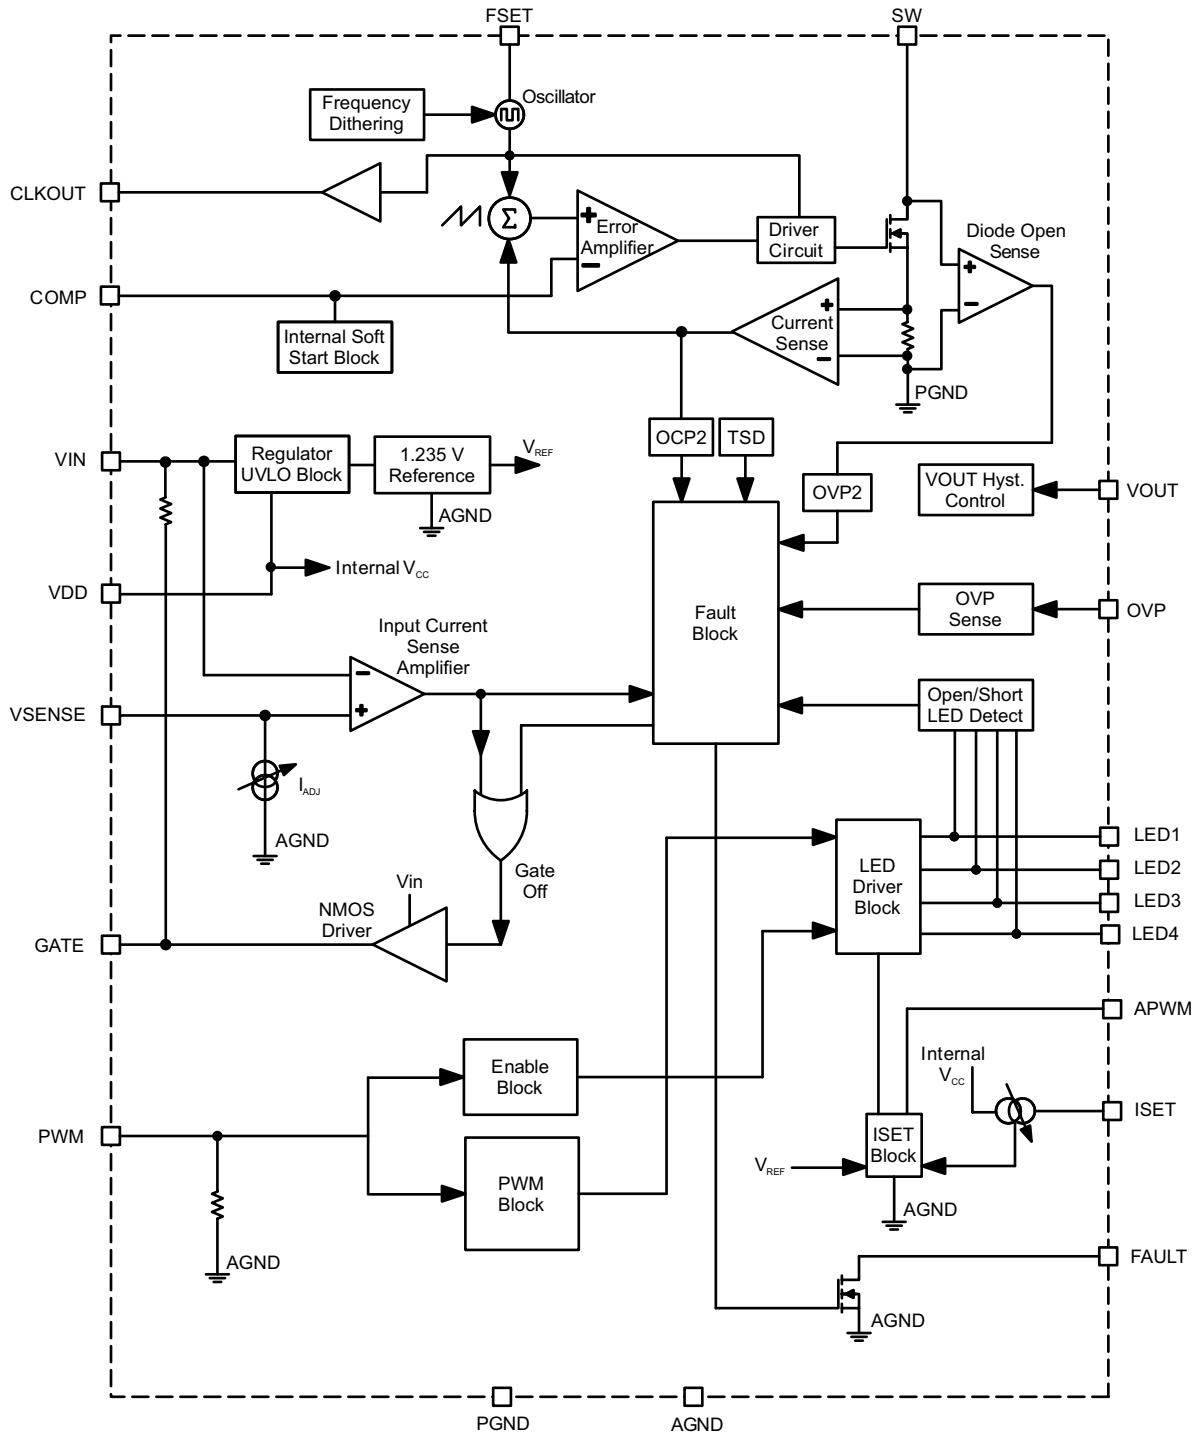 FSET
SW
Frequency
Dithering
Oscillator
CLKOUT
Σ
+
Error
Amplifier
−
Driver
Circuit
Diode Open
Sense
+
−
COMP
Internal Soft
Start Block
+
Current
Sense
−
PGND
OCP2
TSD
VIN
Regulator
UVLO Block
1.235 V
Reference
VREF
AGND
OVP2
VOUT Hyst.
Control
VOUT
Internal VCC
VDD
Fault
Block
OVP
Sense
OVP
Input Current
Sense
Amplifier
−
+
VSENSE
Open/Short
LED Detect
IADJ
AGND
Gate
Off
Vin
NMOS
Driver
GATE
LED
Driver
Block
LED1
LED2
LED3
LED4
APWM
Enable
Block
Internal
VCC
ISET
PWM
PWM
Block
ISET
Block
VREF
AGND
AGND
FAULT
AGND
PGND
AGND